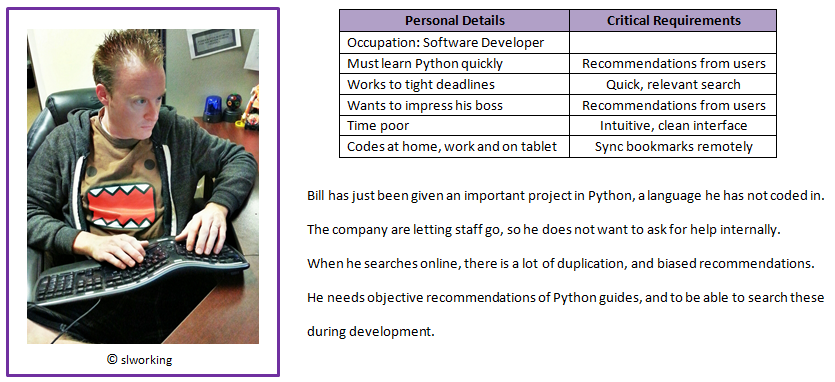 Personal Details Critical Requirements
Occupation: Software Developer
Must learn Python quickly Recommendations from users
Works to tight deadlines Quick, relevant search
Wants to impress his boss Recommendations from users
Time poor Intuitive, clean interface
Codes at home, work and on tablet Sync bookmarks remotely
Bill has just been given an important project in Python, a language he has not coded in.
The company are letting staff go, so he does not want to ask for help internally.
When he searches online, there is a lot of duplication, and biased recommendations.
He needs objective recommendations of Python guides, and to be able to search these
during development.
© slworking